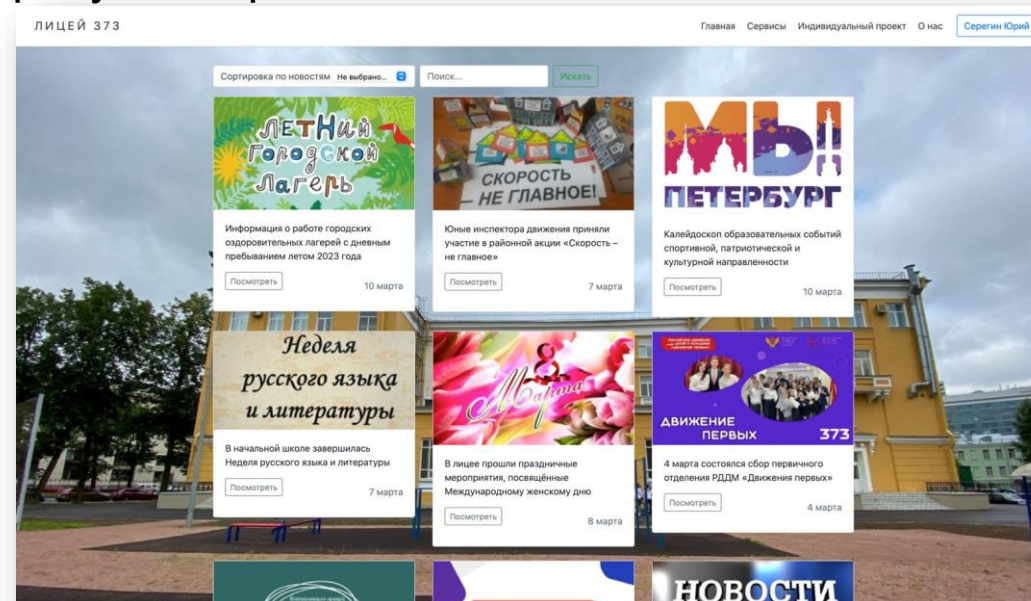 ЛИЦЕЙ 373
Главная Сервисы Индивидуальный проект О нас Серегин Юрий
Сортировка по новостям Не выбрано... Поиск... Искать
ЛЕТНИЙ
ГОРОДСКОЙ
Лагерь
Информация о работе городских
оздоровительных лагерей с дневным
пребыванием летом 2023 года
Посмотреть 10 марта
СКОРОСТЬ
– НЕ ГЛАВНОЕ!
Юные инспектора движения приняли
участие в районной акции «Скорость –
не главное»
Посмотреть 7 марта
МЫ
ПЕТЕРБУРГ
Калейдоскоп образовательных событий
спортивной, патриотической и
культурной направленности
Посмотреть 10 марта
Неделя
русского языка
и литературы
В начальной школе завершилась
Неделя русского языка и литературы
Посмотреть 7 марта
8
Марта
В лицее прошли праздничные
мероприятия, посвящённые
Международному женскому дню
Посмотреть 8 марта
ДВИЖЕНИЕ
ПЕРВЫХ 373
4 марта состоялся сбор первичного
отделения РДДМ «Движения первых»
Посмотреть 4 марта
НОВОСТИ